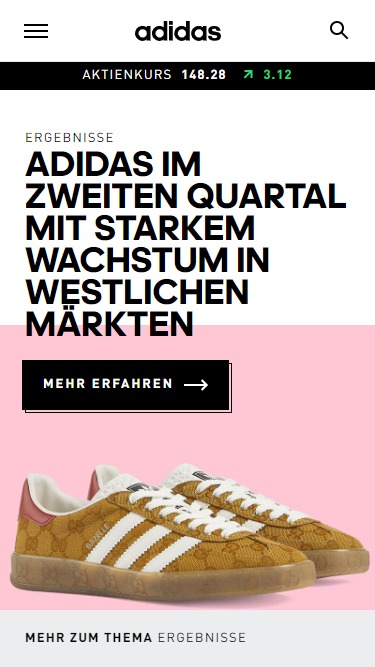 adidas
AKTIENKURS 148.28 3.12
ERGEBNISSE
ADIDAS IM
ZWEITEN QUARTAL
MIT STARKEM
WACHSTUM IN
WESTLICHEN
MÄRKTEN
MEHR ERFAHREN
GAZELLE
MEHR ZUM THEMA ERGEBNISSE